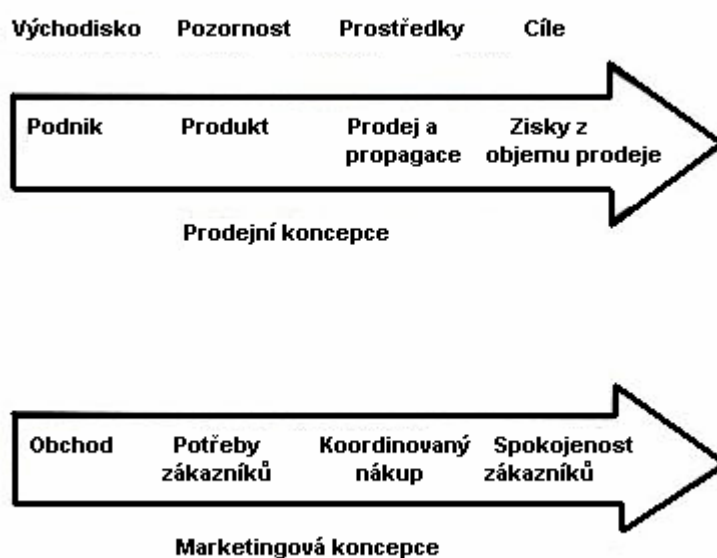 Východisko Pozornost Prostředky Cíle
Podnik Produkt Prodej a Zisky z
propagace objemu prodeje
Prodejní koncepce
Obchod Potřeby Koordinovaný Spokojenost
zákazníků nákup zákazníků
Marketingová koncepce